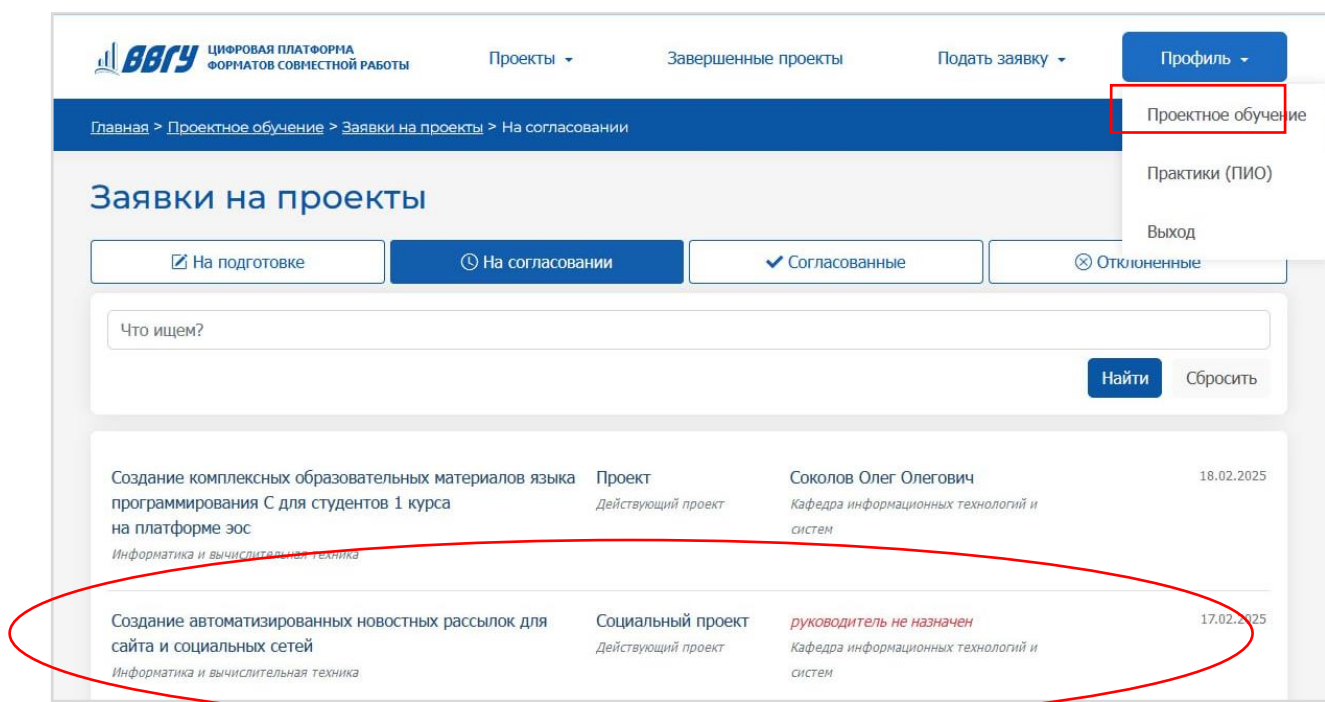 ВВГУ
ЦИФРОВАЯ ПЛАТФОРМА
ФОРМАТОВ СОВМЕСТНОЙ РАБОТЫ
Проекты
Завершенные проекты
Подать заявку
Профиль
Главная > Проектное обучение > Заявки на проекты > На согласовании
Проектное обучение
Практики (ПИО)
Выход
Заявки на проекты
На подготовке
На согласовании
Согласованные
Отклоненные
Что ищем?
Найти
Сбросить
Создание комплексных образовательных материалов языка
программирования С для студентов 1 курса
на платформе эос
Информатика и вычислительная техника
Проект
Действующий проект
Соколов Олег Олегович
Кафедра информационных технологий и
систем
18.02.2025
Создание автоматизированных новостных рассылок для
сайта и социальных сетей
Информатика и вычислительная техника
Социальный проект
Действующий проект
руководитель не назначен
Кафедра информационных технологий и
систем
17.02.2025